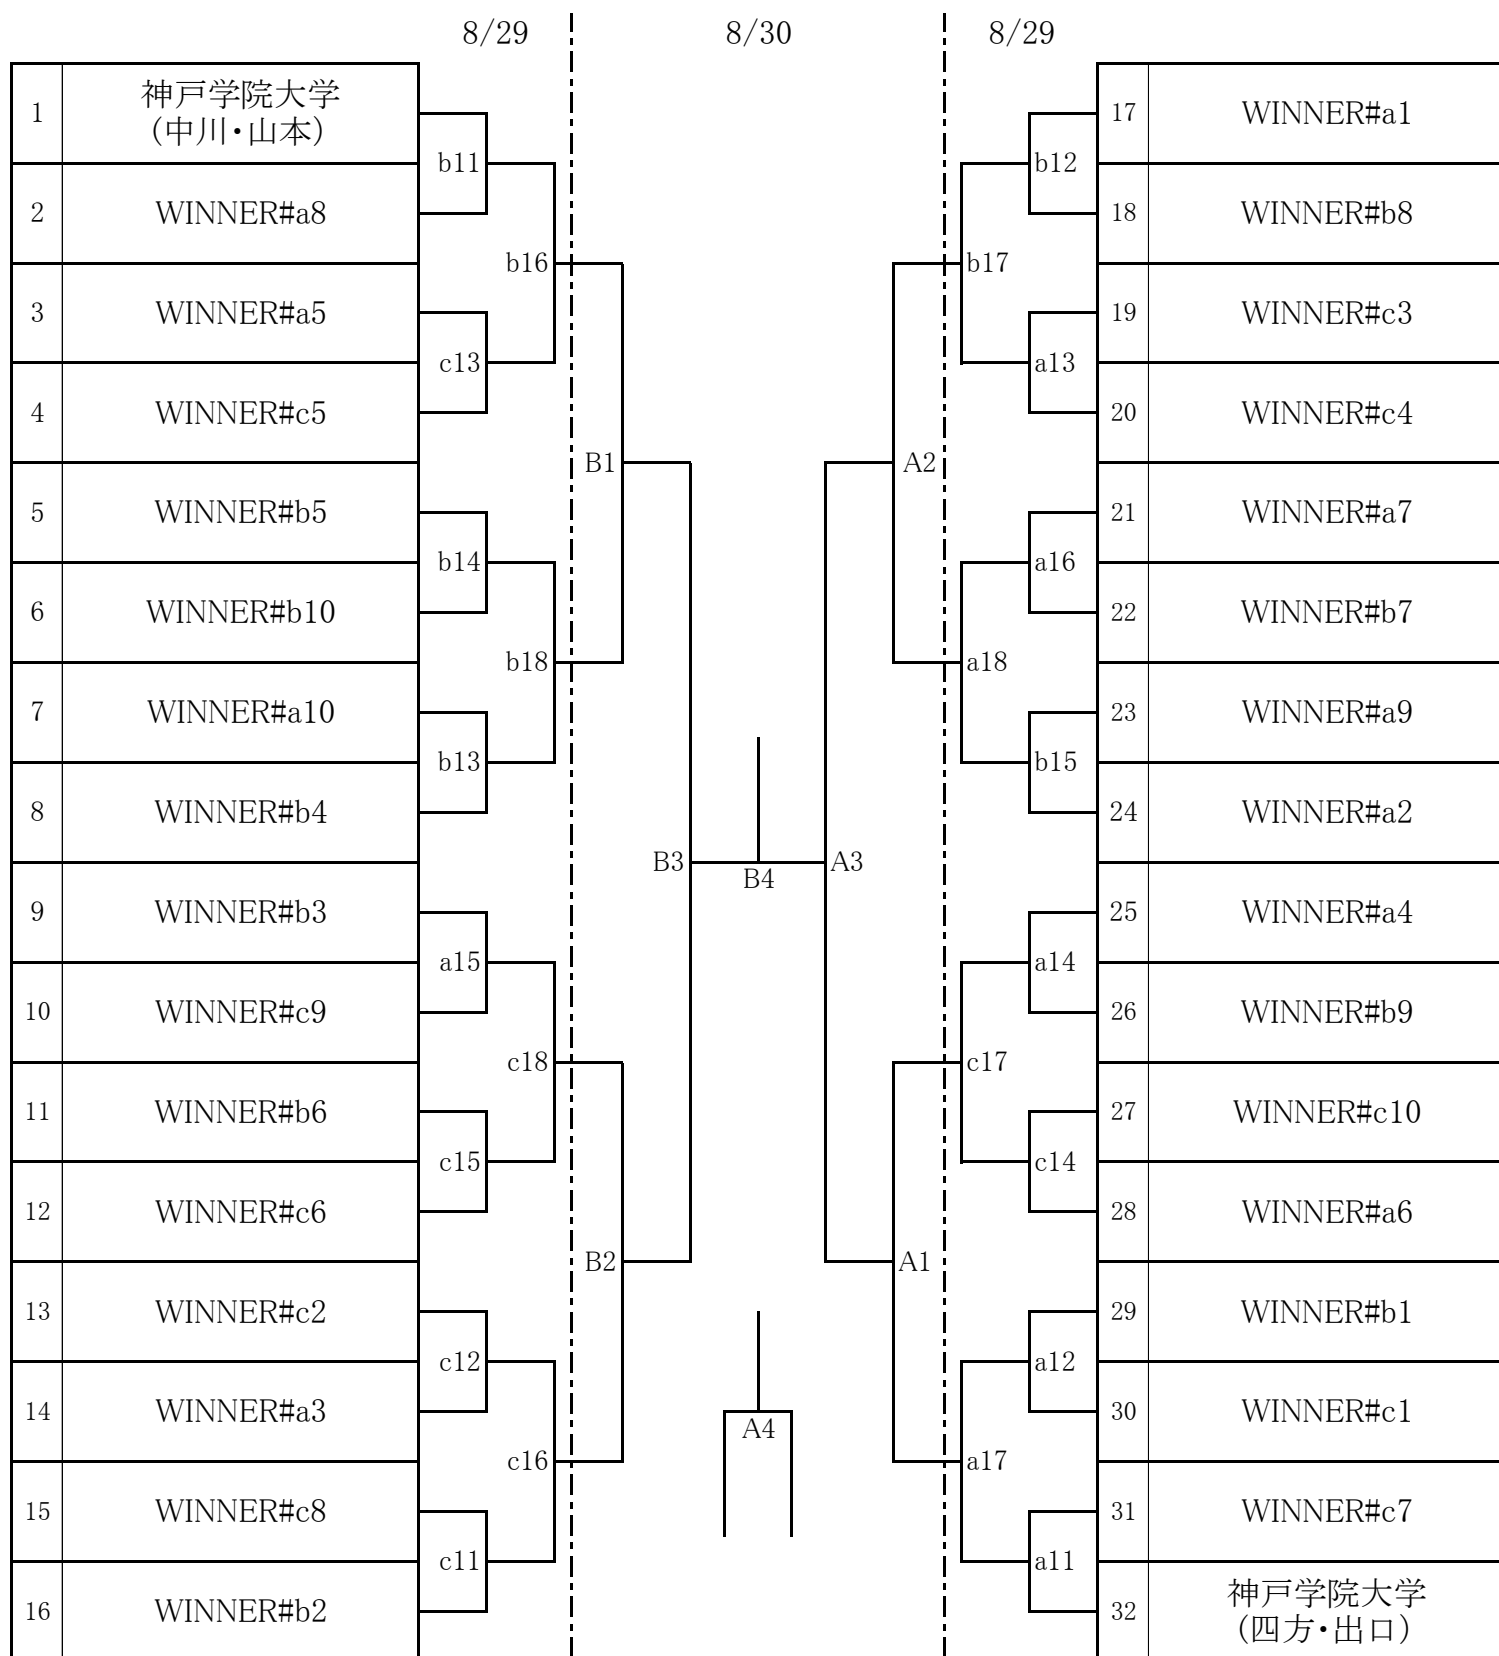 8/29 8/30 8/29
1 神戸学院大学 17 WINNER#a1
(中川・山本)
b11 b12
2 WINNER#a8 18 WINNER#b8
b16 b17
3 WINNER#a5 19 WINNER#c3
c13 a13
4 WINNER#c5 20 WINNER#c4
B1 A2
5 WINNER#b5 21 WINNER#a7
b14 a16
6 WINNER#b10 22 WINNER#b7
b18 a18
7 WINNER#a10 23 WINNER#a9
b13 b15
8 WINNER#b4 24 WINNER#a2
B3 A3
B4
9 WINNER#b3 25 WINNER#a4
a15 a14
10 WINNER#c9 26 WINNER#b9
c18 c17
11 WINNER#b6 27 WINNER#c10
c15 c14
12 WINNER#c6 28 WINNER#a6
B2 A1
13 WINNER#c2 29 WINNER#b1
c12 a12
14 WINNER#a3 30 WINNER#c1
A4
c16 a17
15 WINNER#c8 31 WINNER#c7
c11 a11
16 WINNER#b2 32 神戸学院大学
(四方・出口)